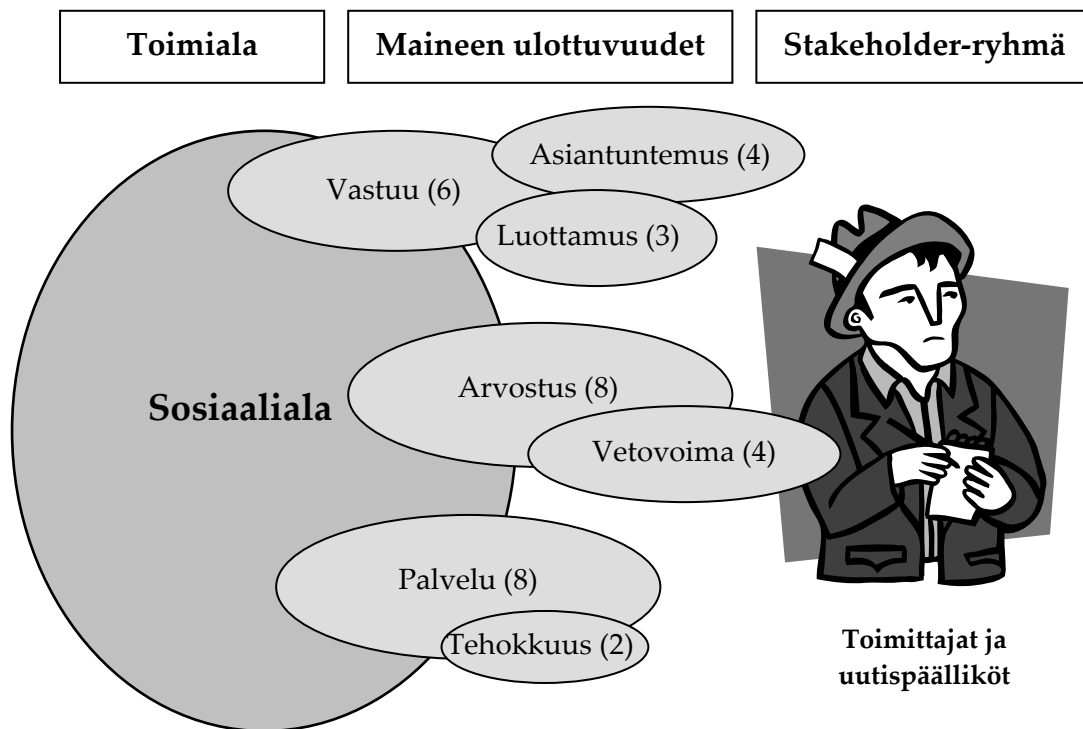 Toimiala
Maineen ulottuvuudet
Stakeholder-ryhmä
Asiantuntemus (4)
Vastuu (6)
Luottamus (3)
Sosiaaliala
Arvostus (8)
Vetovoima (4)
Palvelu (8)
Tehokkuus (2)
Toimittajat ja
uutispäälliköt